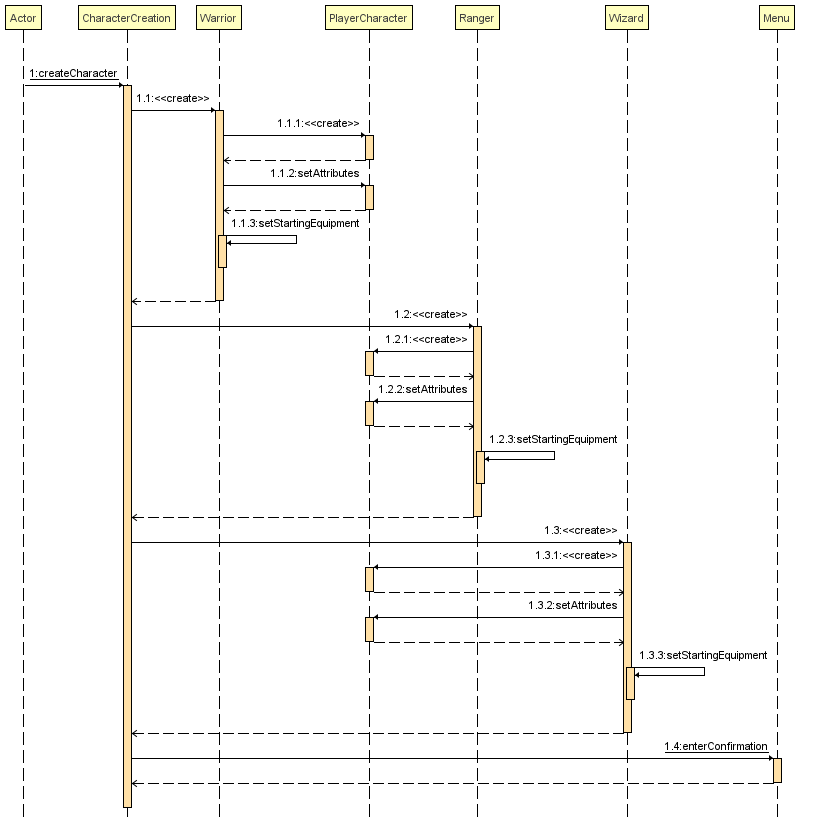 Actor
CharacterCreation
Warrior
PlayerCharacter
Ranger
Wizard
Menu
1:createCharacter
1.1:<<create>>
1.1.1:<<create>>
1.1.2:setAttributes
1.1.3:setStartingEquipment
1.2:<<create>>
1.2.1:<<create>>
1.2.2:setAttributes
1.2.3:setStartingEquipment
1.3:<<create>>
1.3.1:<<create>>
1.3.2:setAttributes
1.3.3:setStartingEquipment
1.4:enterConfirmation